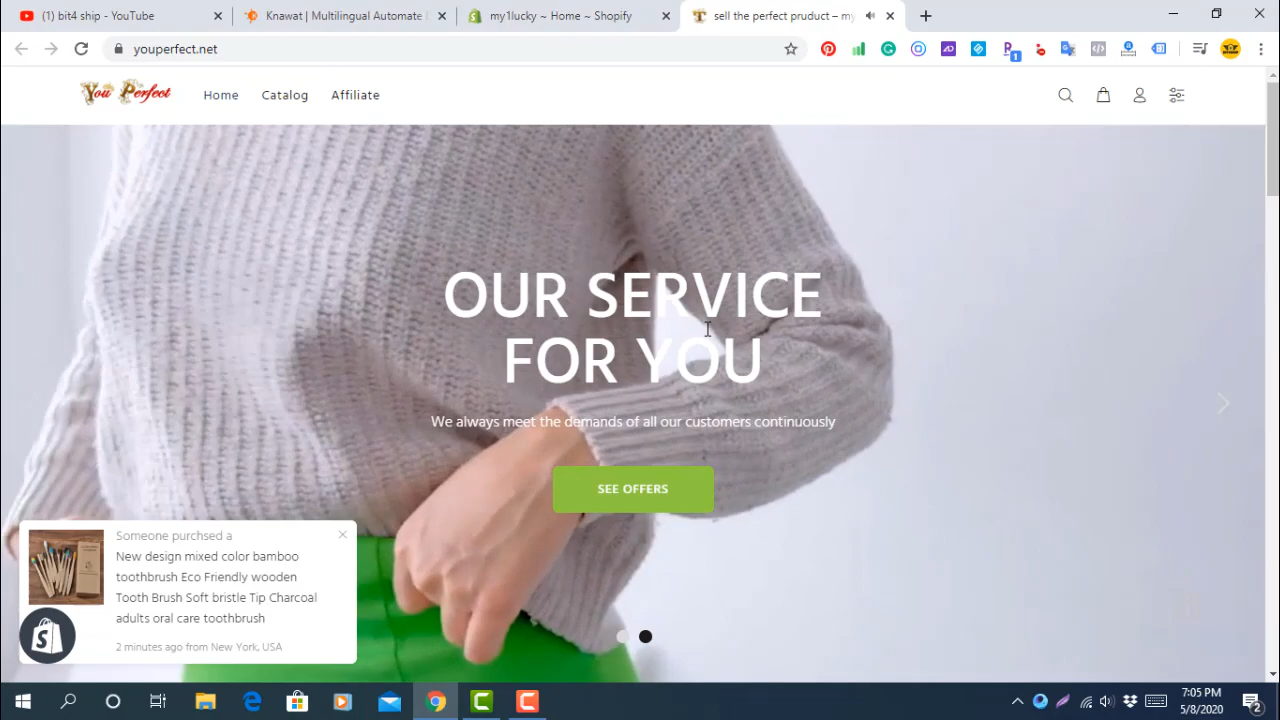 (1) bit4 ship - YouTube
Knawat | Multilingual Automate D
my1lucky ~ Home ~ Shopify
sell the perfect pruduct – my
youperfect.net
1
You Perfect
Home
Catalog
Affiliate
OUR SERVICE
FOR YOU
We always meet the demands of all our customers continuously
SEE OFFERS
Someone purchsed a
New design mixed color bamboo
toothbrush Eco Friendly wooden
Tooth Brush Soft bristle Tip Charcoal
adults oral care toothbrush
2 minutes ago from New York, USA
7:05 PM
5/8/2020
2